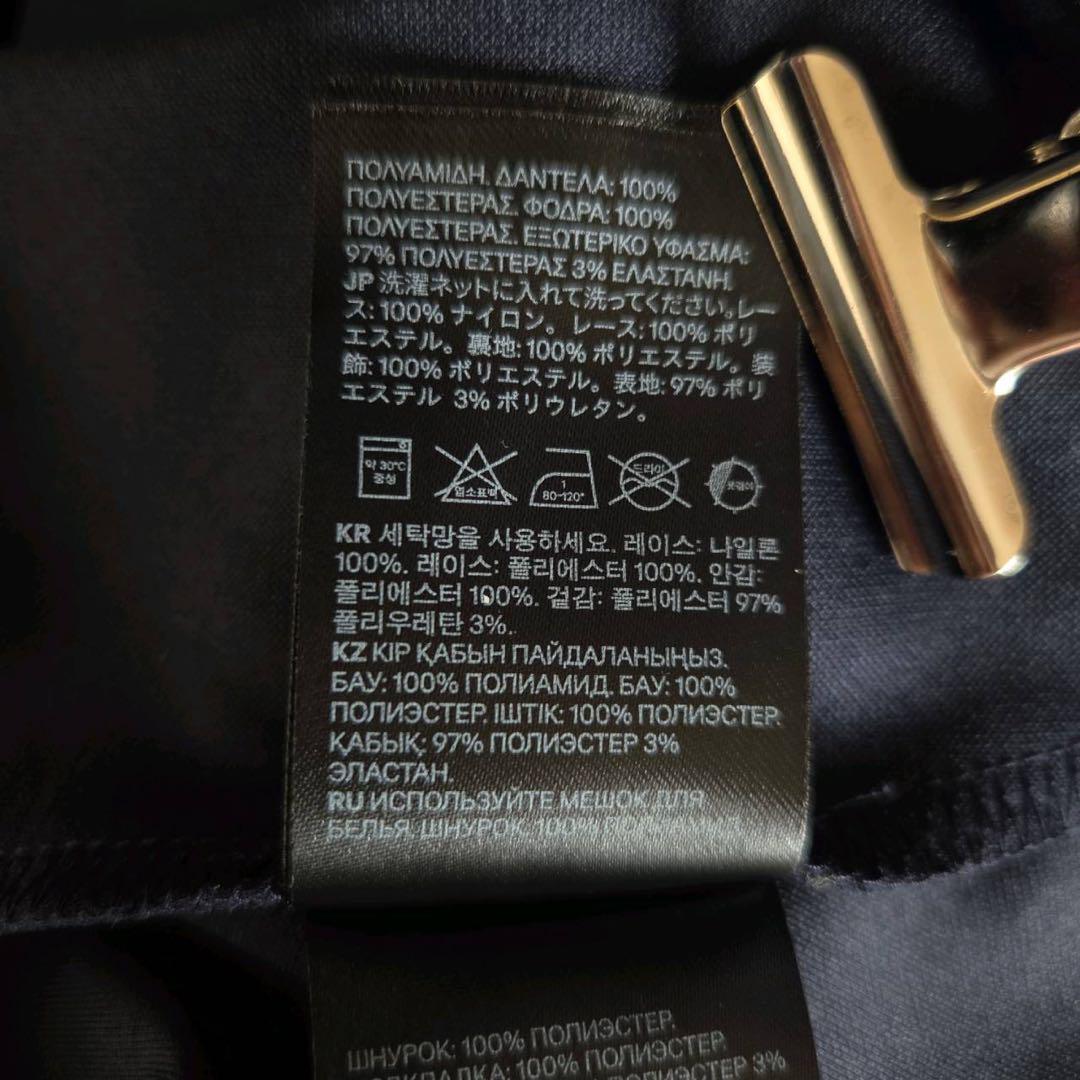 ΠΟΛΥΑΜΙΔΗ. ΔΑΝΤΕΛΑ: 100%
ΠΟΛΥΕΣΤΕΡΑΣ. ΦΟΔΡΑ: 100%
ΠΟΛΥΕΣΤΕΡΑΣ. ΕΞΩΤΕΡΙΚΟ ΥΦΑΣΜΑ:
97% ΠΟΛΥΕΣΤΕΡΑΣ 3% ΕΛΑΣΤΑΝΗ.
JP 洗濯ネットに入れて洗ってください。レー
ス: 100% ナイロン。レース: 100% ポリ
エステル。裏地: 100% ポリエステル。装
飾: 100% ポリエステル。表地: 97% ポリ
エステル 3% ポリウレタン。
약 30°C
중성
염소표백
1
80-120°
드라이
KR 세탁망을 사용하세요. 레이스: 나일론
100%. 레이스: 폴리에스터 100%. 안감:
폴리에스터 100%. 겉감: 폴리에스터 97%
폴리우레탄 3%.
KZ КІР ҚАБЫН ПАЙДАЛАНЫҢЫЗ.
БАУ: 100% ПОЛИАМИД. БАУ: 100%
ПОЛИЭСТЕР. ІШТІК: 100% ПОЛИЭСТЕР.
ҚАБЫҚ: 97% ПОЛИЭСТЕР 3%
ЭЛАСТАН.
RU ИСПОЛЬЗУЙТЕ МЕШОК ДЛЯ
БЕЛЬЯ. ШНУРОК: 100%
ШНУРОК: 100% ПОЛИЭСТЕР.
100% ПОЛИЭСТЕР.
ПОЛИЭСТЕР 3%